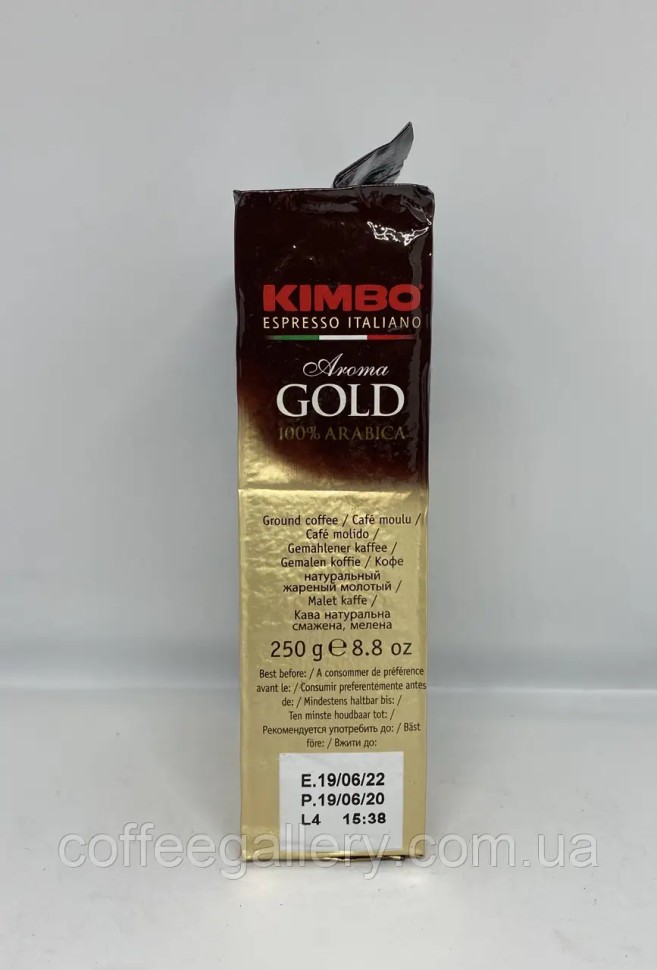 KIMBO
ESPRESSO ITALIANO
Aroma
GOLD
100% ARABICA
Ground coffee / Café moulu /
Café molido /
Gemahlener kaffee /
Gemalen koffie / Кофе
натуральный
жареный молотый /
Malet kaffe /
Кава натуральна
смажена, мелена
250 g e 8.8 oz
Best before: / A consommer de préférence
avant le: / Consumir preferentemente antes
de: / Mindestens haltbar bis: /
Ten minste houdbaar tot: /
Рекомендуется употребить до: / Bäst
före: / Вжити до:
E.19/06/22
P.19/06/20
L4 15:38
coffeegallery.com.ua